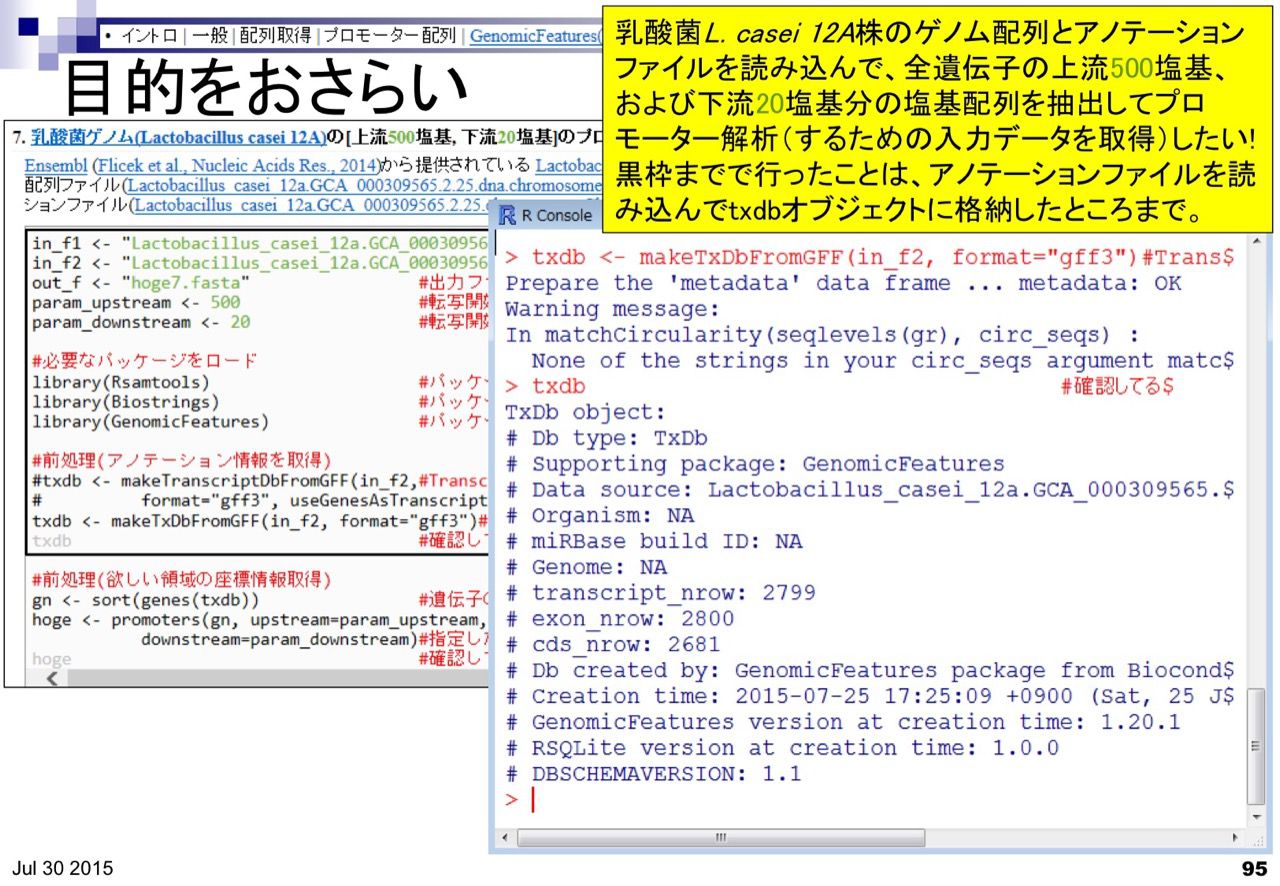 • イントロ | 一般 | 配列取得 | プロモーター配列 | GenomicFeatures(
目的をおさらい
乳酸菌L. casei 12A株のゲノム配列とアノテーション
ファイルを読み込んで、全遺伝子の上流500塩基、
および下流20塩基分の塩基配列を抽出してプロ
モーター解析(するための入力データを取得)したい!
黒枠までで行ったことは、アノテーションファイルを読
み込んでtxdbオブジェクトに格納したところまで。
7. 乳酸菌ゲノム(Lactobacillus casei 12A)の[上流500塩基, 下流20塩基]のプロ
Ensembl (Flicek et al., Nucleic Acids Res., 2014)から提供されている Lactobac
配列ファイル(Lactobacillus_casei_12a.GCA_000309565.2.25.dna.chromosome
ションファイル(Lactobacillus_casei_12a.GCA_000309565.2.25.
in_f1 <- "Lactobacillus_casei_12a.GCA_00030956
in_f2 <- "Lactobacillus_casei_12a.GCA_00030956
out_f <- "hoge7.fasta" #出力フ
param_upstream <- 500 #転写開始
param_downstream <- 20 #転写開始
#必要なパッケージをロード
library(Rsamtools) #パッケ
library(Biostrings) #パッケ
library(GenomicFeatures) #パッケ
#前処理(アノテーション情報を取得)
#txdb <- makeTranscriptDbFromGFF(in_f2,#Transc
# format="gff3", useGenesAsTranscript
txdb <- makeTxDbFromGFF(in_f2, format="gff3")#
txdb #確認し
#前処理(欲しい領域の座標情報取得)
gn <- sort(genes(txdb)) #遺伝子
hoge <- promoters(gn, upstream=param_upstream,
downstream=param_downstream)#指定し
hoge #確認し
R Console
> txdb <- makeTxDbFromGFF(in_f2, format="gff3")#Trans$
Prepare the 'metadata' data frame ... metadata: OK
Warning message:
In matchCircularity(seqlevels(gr), circ_seqs) :
None of the strings in your circ_seqs argument matc$
> txdb #確認してる$
TxDb object:
# Db type: TxDb
# Supporting package: GenomicFeatures
# Data source: Lactobacillus_casei_12a.GCA_000309565.$
# Organism: NA
# miRBase build ID: NA
# Genome: NA
# transcript_nrow: 2799
# exon_nrow: 2800
# cds_nrow: 2681
# Db created by: GenomicFeatures package from Biocond$
# Creation time: 2015-07-25 17:25:09 +0900 (Sat, 25 J$
# GenomicFeatures version at creation time: 1.20.1
# RSQLite version at creation time: 1.0.0
# DBSCHEMAVERSION: 1.1
>
Jul 30 2015
95